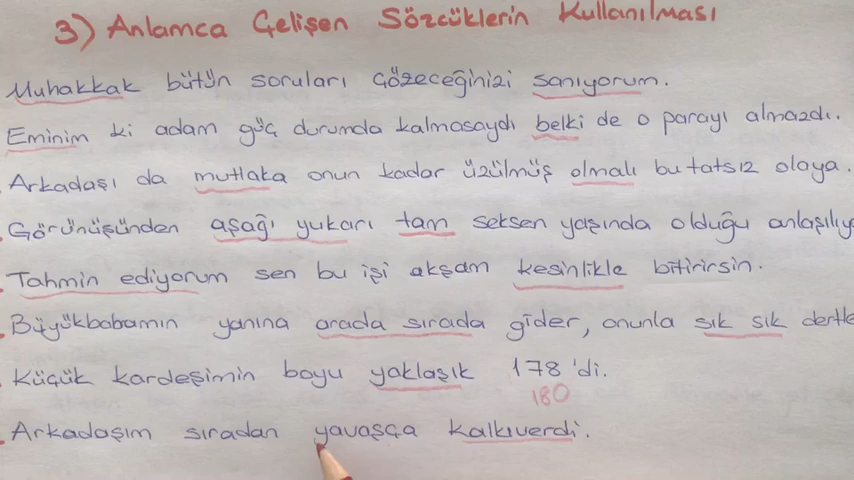 3) Anlamca Gelişen Sözcüklerin Kullanılması
Muhakkak bütün soruları çözeceğinizi sanıyorum.
Eminim ki adam güç durumda kalmasaydı belki de o parayı almazdı.
Arkadaşı da mutlaka onun kadar üzülmüş olmalı bu tatsız olaya.
Görünüşünden aşağı yukarı tam seksen yaşında olduğu anlaşılıy
Tahmin ediyorum sen bu işi akşam kesinlikle bitirirsin.
Büyükbabamın yanına arada sırada gider, onunla sık sık dertle
Küçük kardeşimin boyu yaklaşık 178'di.
180
Arkadaşım sıradan yavaşça kalkıverdi.